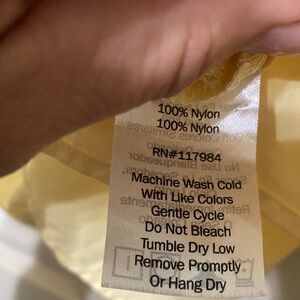 100% Nylon
100% Nylon
RN#117984
Machine Wash Cold
With Like Colors
Gentle Cycle
Do Not Bleach
Tumble Dry Low
Remove Promptly
Or Hang Dry